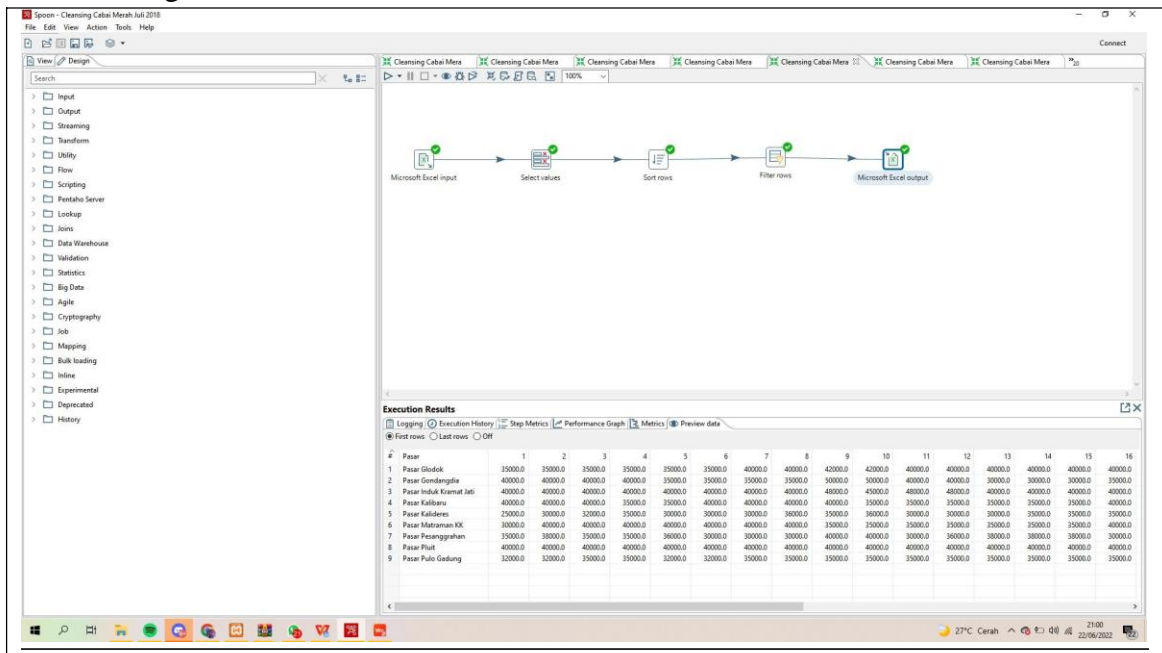 Spoon - Cleansing Cabai Merah Juli 2018
File Edit View Action Tools Help
Connect
View Design
Search
Input
Output
Streaming
Transform
Utility
Flow
Scripting
Pentaho Server
Lookup
Joins
Data Warehouse
Validation
Statistics
Big Data
Agile
Cryptography
Job
Mapping
Bulk loading
Inline
Experimental
Deprecated
History
Cleansing Cabai Mera Cleansing Cabai Mera Cleansing Cabai Mera Cleansing Cabai Mera Cleansing Cabai Mera Cleansing Cabai Mera Cleansing Cabai Mera »20
100%
Microsoft Excel input Select values Sort rows Filter rows Microsoft Excel output
Execution Results
Logging Execution History Step Metrics Performance Graph Metrics Preview data
First rows Last rows Off
# Pasar 1 2 3 4 5 6 7 8 9 10 11 12 13 14 15 16
1 Pasar Glodok 35000.0 35000.0 35000.0 35000.0 35000.0 35000.0 40000.0 40000.0 42000.0 42000.0 40000.0 40000.0 40000.0 40000.0 40000.0 40000.0
2 Pasar Gondangdia 40000.0 40000.0 40000.0 40000.0 35000.0 35000.0 35000.0 35000.0 50000.0 50000.0 40000.0 40000.0 30000.0 30000.0 30000.0 35000.0
3 Pasar Induk Kramat Jati 40000.0 40000.0 40000.0 40000.0 40000.0 40000.0 40000.0 40000.0 48000.0 45000.0 48000.0 48000.0 40000.0 40000.0 40000.0 40000.0
4 Pasar Kalibaru 40000.0 40000.0 40000.0 35000.0 35000.0 40000.0 40000.0 40000.0 40000.0 35000.0 35000.0 35000.0 35000.0 35000.0 35000.0 40000.0
5 Pasar Kalideres 25000.0 30000.0 32000.0 35000.0 30000.0 30000.0 30000.0 36000.0 35000.0 36000.0 30000.0 30000.0 30000.0 35000.0 35000.0 35000.0
6 Pasar Matraman KK 30000.0 40000.0 40000.0 40000.0 40000.0 40000.0 40000.0 40000.0 35000.0 35000.0 35000.0 35000.0 35000.0 35000.0 35000.0 40000.0
7 Pasar Pesanggrahan 35000.0 38000.0 35000.0 35000.0 36000.0 30000.0 30000.0 30000.0 40000.0 40000.0 30000.0 36000.0 38000.0 38000.0 38000.0 30000.0
8 Pasar Pluit 40000.0 40000.0 40000.0 40000.0 40000.0 40000.0 40000.0 40000.0 40000.0 40000.0 40000.0 40000.0 40000.0 40000.0 40000.0 40000.0
9 Pasar Pulo Gadung 32000.0 32000.0 35000.0 35000.0 32000.0 32000.0 35000.0 35000.0 35000.0 35000.0 35000.0 35000.0 35000.0 35000.0 35000.0 35000.0
27°C Cerah
21:00
22/06/2022